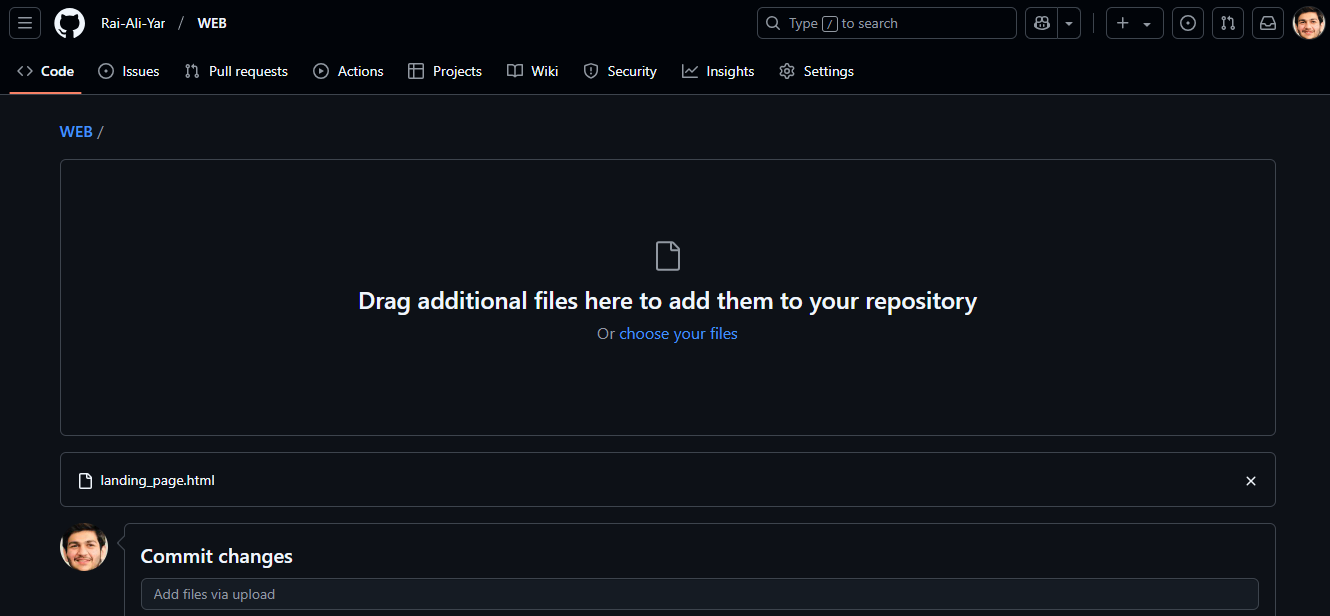 Rai-Ali-Yar / WEB
Type / to search
Code Issues Pull requests Actions Projects Wiki Security Insights Settings
WEB /
Drag additional files here to add them to your repository
Or choose your files
landing_page.html
Commit changes
Add files via upload